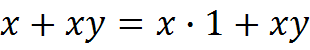 x + xy = x · 1 + xy